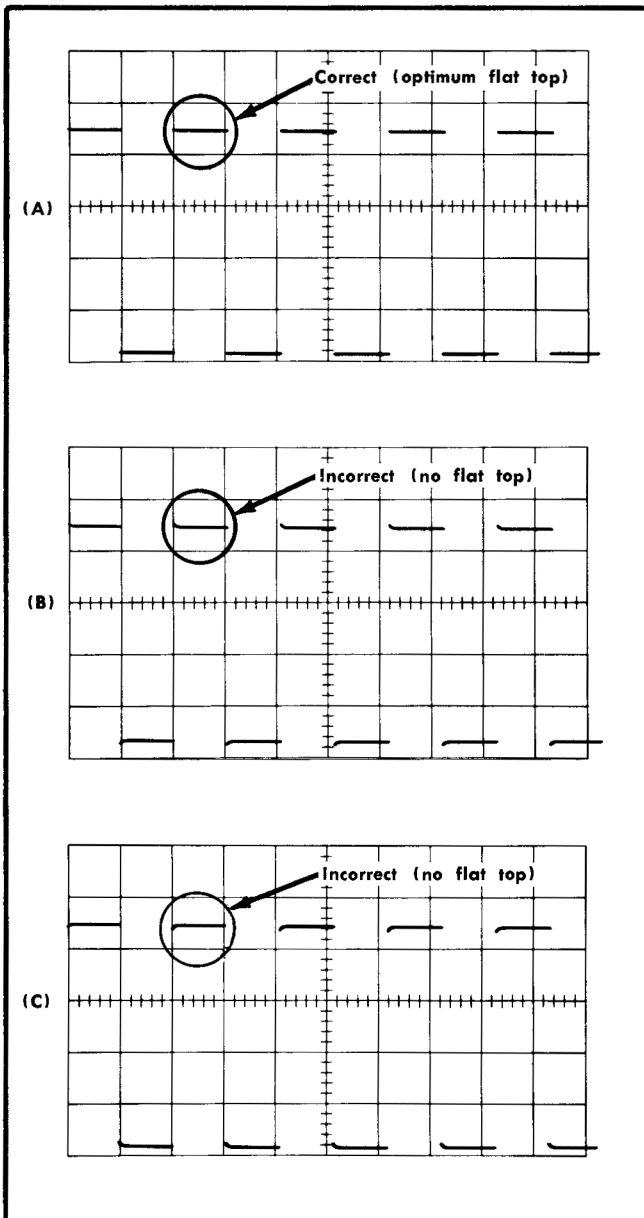 Correct (optimum flat top)
(A)
Incorrect (no flat top)
(B)
Incorrect (no flat top)
(C)